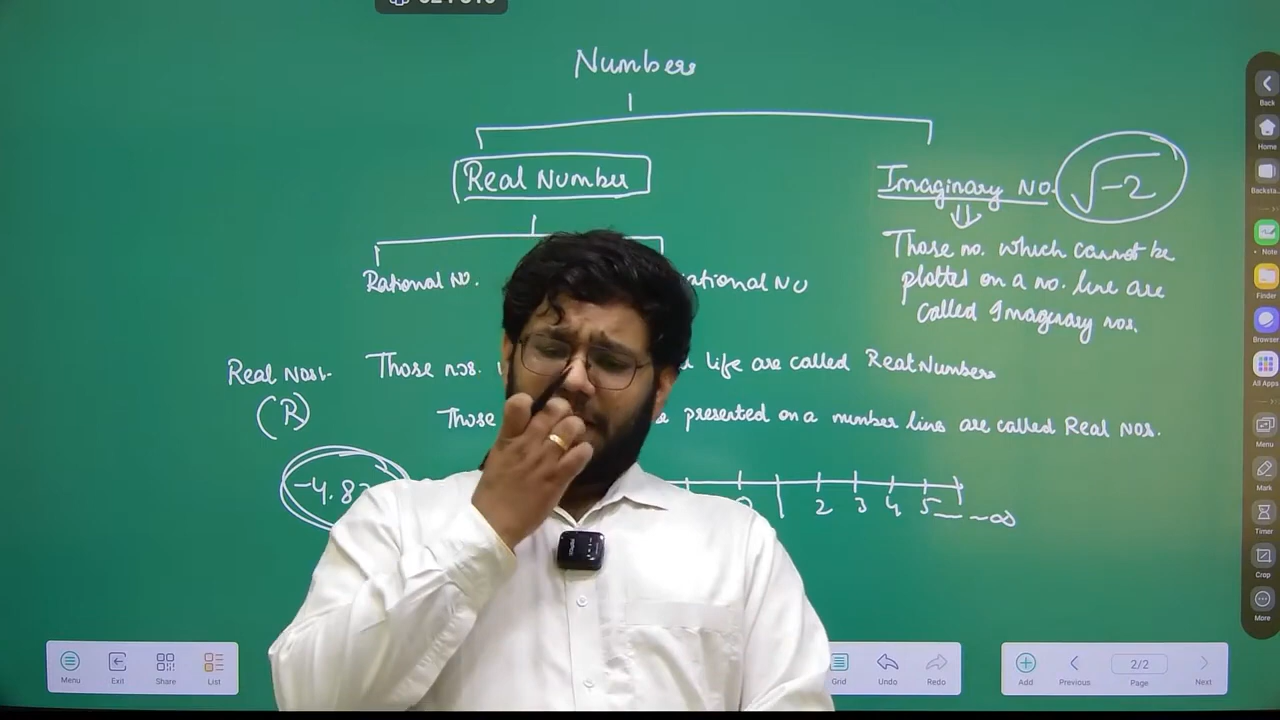 Numbers
Real Number
Imaginary NO.
√-2
Those no. which cannot be
plotted on a no. line are
called Imaginary nos.
Rational NO.
Real Nos:-
Those nos.
life are called Real Numbers
(R)
Those
presented on a number line are called Real Nos.
2 3 4 5
∞
Back
Home
Backsta...
Note
Finder
Browser
All Apps
Menu
Mark
Timer
Crop
More
Menu
Exit
Share
List
Grid
Undo
Redo
Add
Previous
2/2
Page
Next